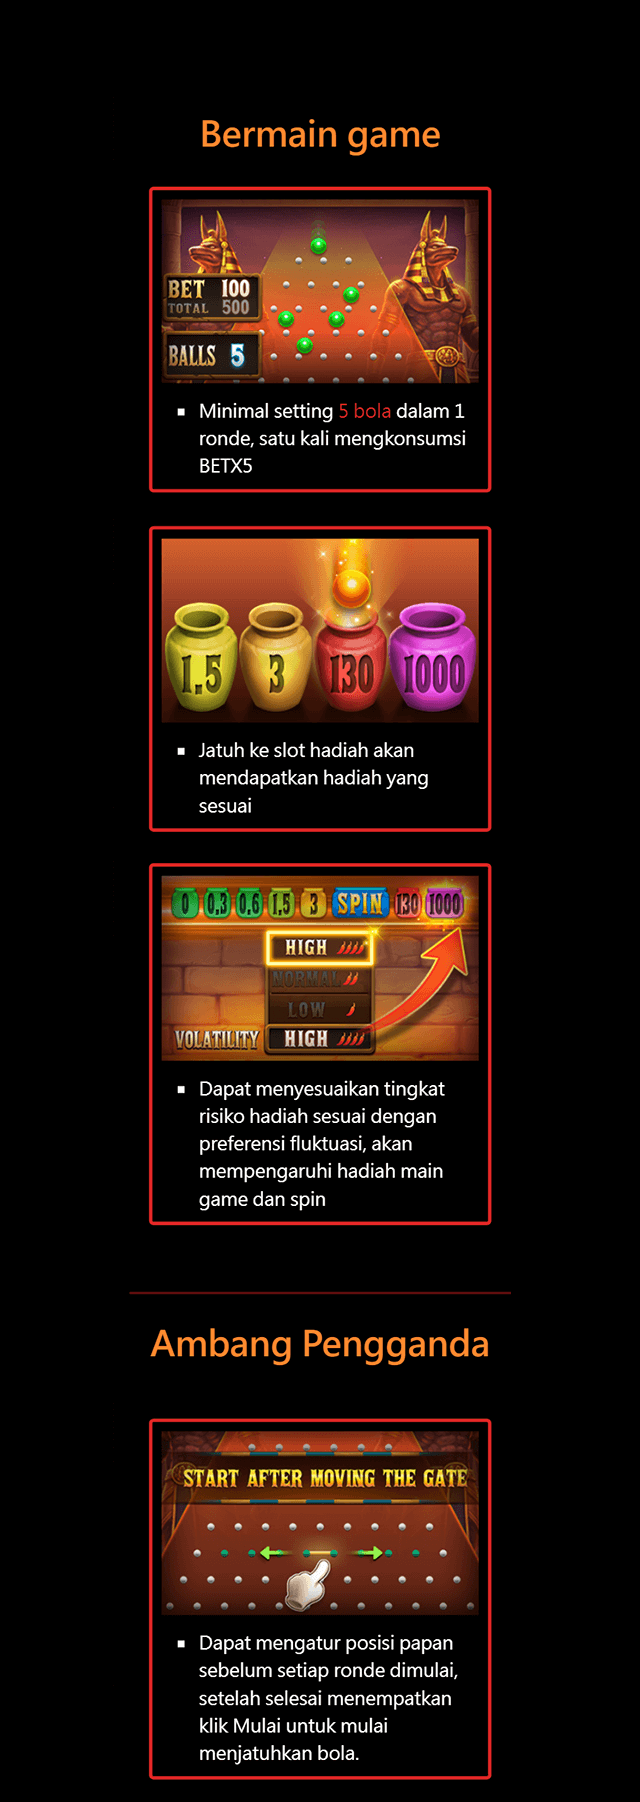 Bermain game
BET 100
TOTAL 500
BALLS 5
Minimal setting 5 bola dalam 1
ronde, satu kali mengkonsumsi
BETX5
1.5 3 130 1000
Jatuh ke slot hadiah akan
mendapatkan hadiah yang
sesuai
0 0.3 0.6 1.5 3 SPIN 130 1000
HIGH
NORMAL
LOW
VOLATILITY HIGH
Dapat menyesuaikan tingkat
risiko hadiah sesuai dengan
preferensi fluktuasi, akan
mempengaruhi hadiah main
game dan spin
Ambang Pengganda
START AFTER MOVING THE GATE
Dapat mengatur posisi papan
sebelum setiap ronde dimulai,
setelah selesai menempatkan
klik Mulai untuk mulai
menjatuhkan bola.